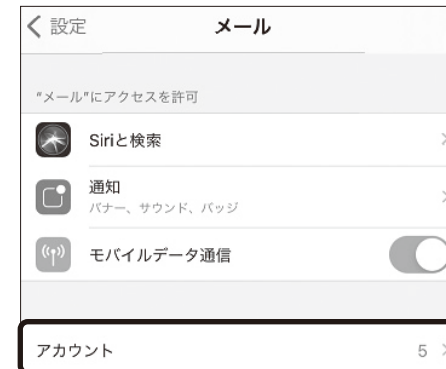 設定
メール
"メール"にアクセスを許可
Siriと検索
通知
バナー、サウンド、バッジ
モバイルデータ通信
アカウント 5